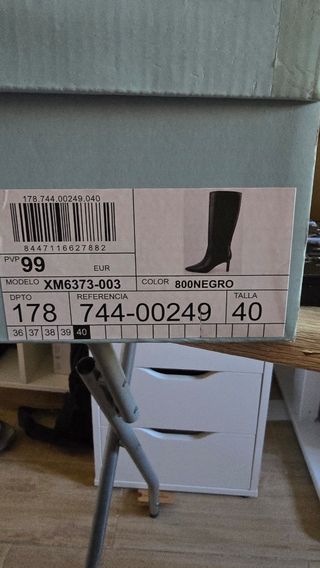 178.744.00249.040
8447116627882
PVP 99 EUR
MODELO XM6373-003 COLOR 800NEGRO
DPTO REFERENCIA TALLA
178 744-00249 40
36 37 38 39 40